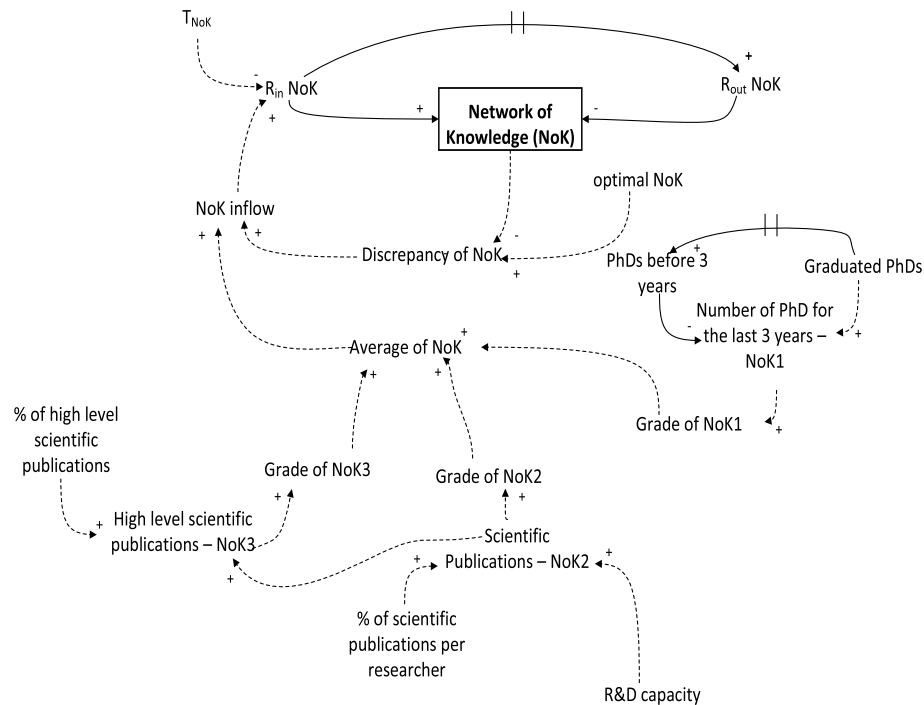 T_NoK
-
+
R_in NoK
R_out NoK
+
+
-
Network of
Knowledge (NoK)
optimal NoK
NoK inflow
+
+
-
Discrepancy of NoK
+
+
PhDs before 3
years
Graduated PhDs
Number of PhD for
the last 3 years –
NoK1
-
+
+
Average of NoK
+
+
% of high level
scientific
publications
Grade of NoK1
+
Grade of NoK3
Grade of NoK2
+
+
+
High level scientific
publications – NoK3
Scientific
Publications – NoK2
+
+
+
% of scientific
publications per
researcher
R&D capacity